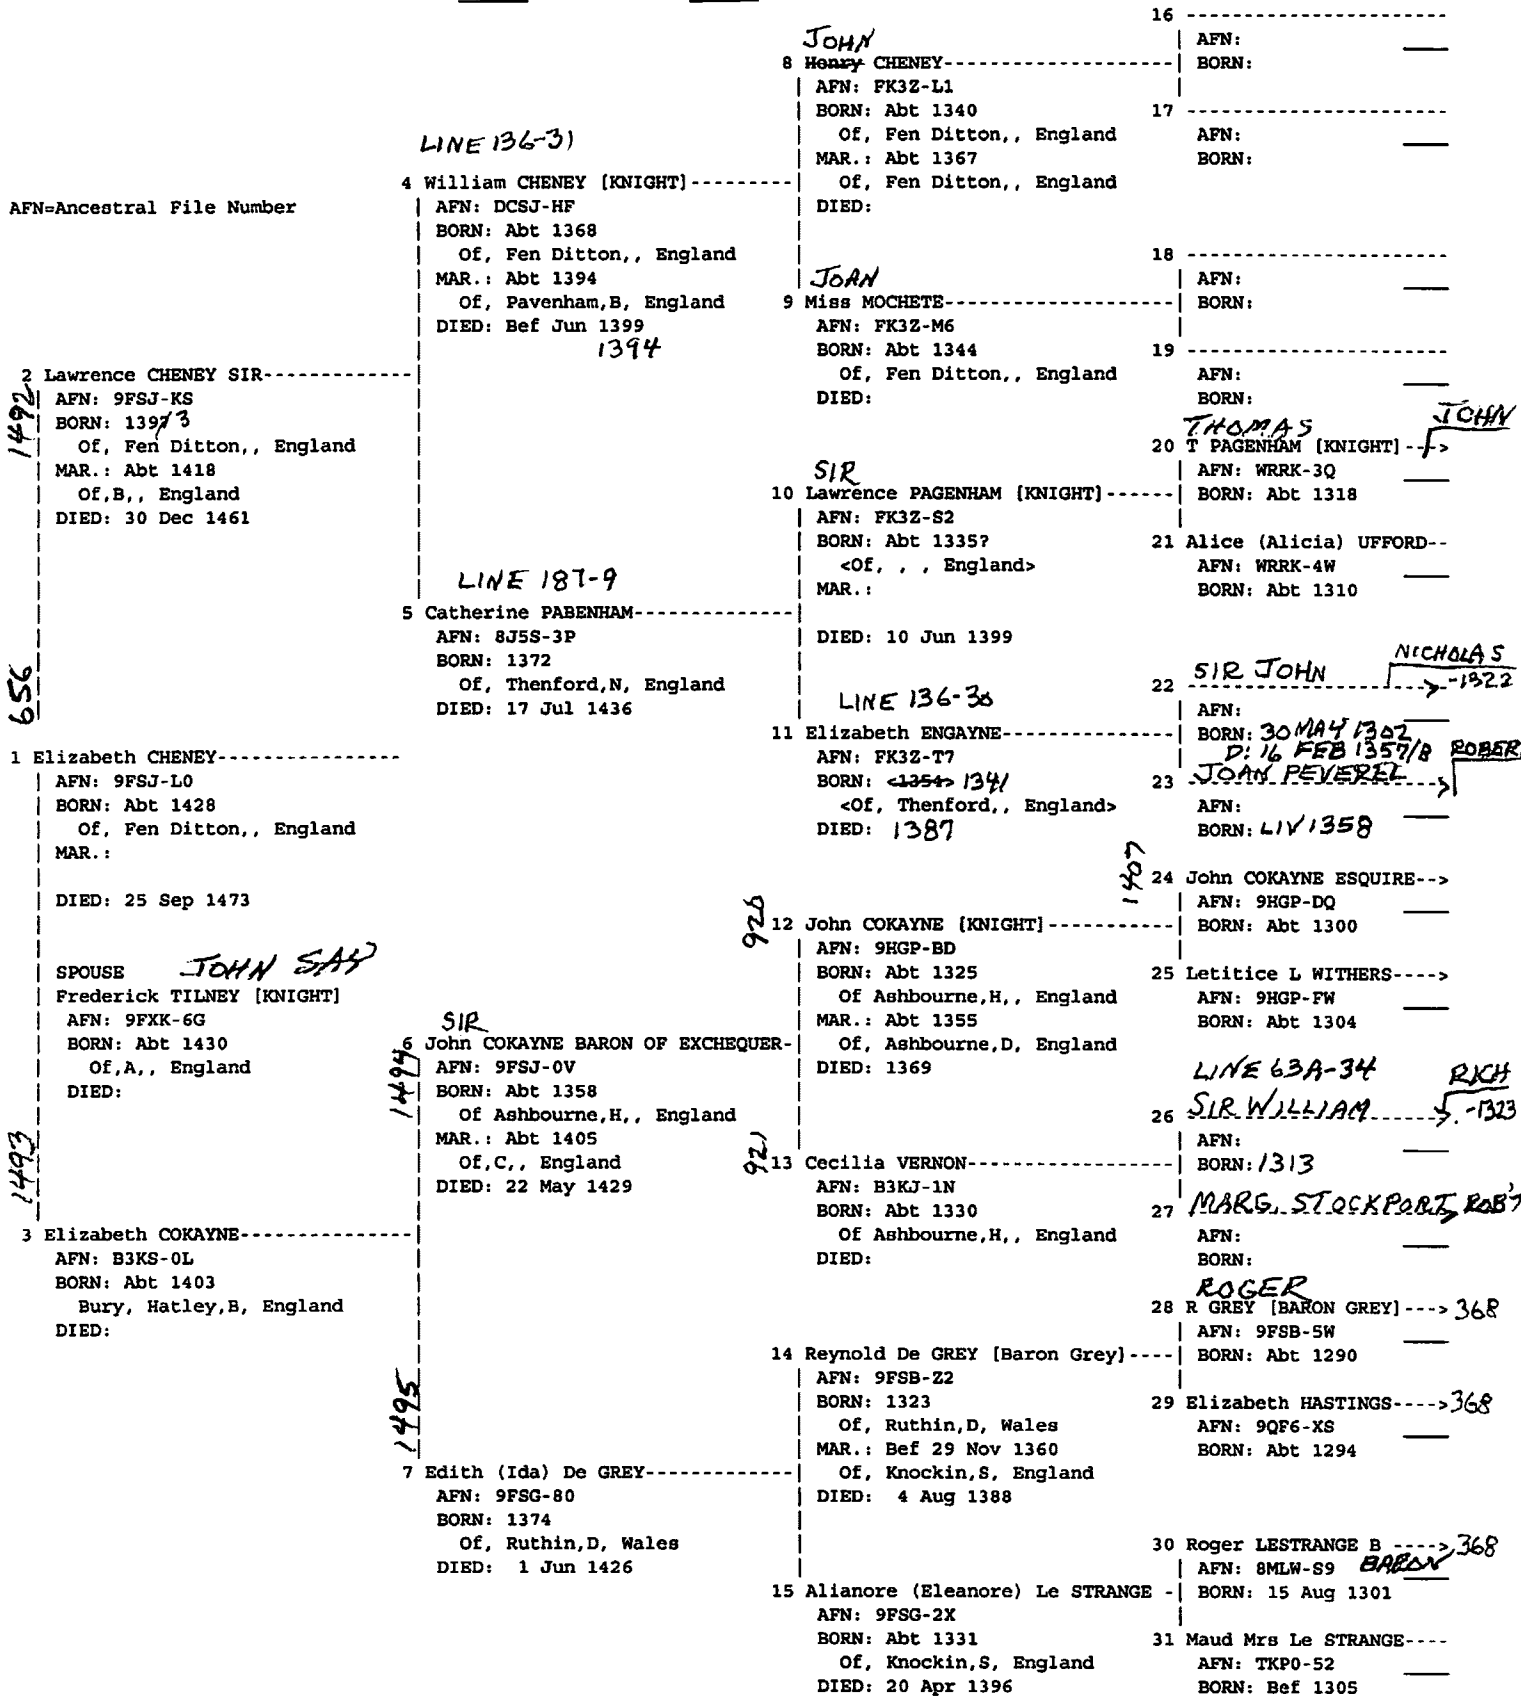 AFN=Ancestral File Number
1492
2 Lawrence CHENEY SIR
AFN: 9FSJ-KS
BORN: 1397 3
Of, Fen Ditton,, England
MAR.: Abt 1418
Of,B,, England
DIED: 30 Dec 1461
656
1 Elizabeth CHENEY
AFN: 9FSJ-L0
BORN: Abt 1428
Of, Fen Ditton,, England
MAR.:
DIED: 25 Sep 1473
SPOUSE JOHN SAY
Frederick TILNEY [KNIGHT]
AFN: 9FXK-6G
BORN: Abt 1430
Of,A,, England
DIED:
1493
3 Elizabeth COKAYNE
AFN: B3KS-0L
BORN: Abt 1403
Bury, Hatley,B, England
DIED:
LINE 136-31
4 William CHENEY [KNIGHT]
AFN: DCSJ-HF
BORN: Abt 1368
Of, Fen Ditton,, England
MAR.: Abt 1394
Of, Pavenham,B, England
DIED: Bef Jun 1399
1394
LINE 187-9
5 Catherine PABENHAM
AFN: 8J5S-3P
BORN: 1372
Of, Thenford,N, England
DIED: 17 Jul 1436
SIR
6 John COKAYNE BARON OF EXCHEQUER-
1494
AFN: 9FSJ-0V
BORN: Abt 1358
Of Ashbourne,H,, England
MAR.: Abt 1405
Of,C,, England
DIED: 22 May 1429
1495
7 Edith (Ida) De GREY
AFN: 9FSG-80
BORN: 1374
Of, Ruthin,D, Wales
DIED: 1 Jun 1426
JOHN
8 Henry CHENEY
AFN: FK3Z-L1
BORN: Abt 1340
Of, Fen Ditton,, England
MAR.: Abt 1367
Of, Fen Ditton,, England
DIED:
JOAN
9 Miss MOCHETE
AFN: FK3Z-M6
BORN: Abt 1344
Of, Fen Ditton,, England
DIED:
SIR
10 Lawrence PAGENHAM [KNIGHT]
AFN: FK3Z-S2
BORN: Abt 1335?
<Of, , , England>
MAR.:
DIED: 10 Jun 1399
LINE 136-30
11 Elizabeth ENGAYNE
AFN: FK3Z-T7
BORN: <1354> 1341
<Of, Thenford,, England>
DIED: 1387
920
12 John COKAYNE [KNIGHT]
AFN: 9HGP-BD
BORN: Abt 1325
Of Ashbourne,H,, England
MAR.: Abt 1355
Of, Ashbourne,D, England
DIED: 1369
921
13 Cecilia VERNON
AFN: B3KJ-1N
BORN: Abt 1330
Of Ashbourne,H,, England
DIED:
14 Reynold De GREY [Baron Grey]
AFN: 9FSB-Z2
BORN: 1323
Of, Ruthin,D, Wales
MAR.: Bef 29 Nov 1360
Of, Knockin,S, England
DIED: 4 Aug 1388
15 Alianore (Eleanore) Le STRANGE -
AFN: 9FSG-2X
BORN: Abt 1331
Of, Knockin,S, England
DIED: 20 Apr 1396
16
AFN:
BORN:
17
AFN:
BORN:
18
AFN:
BORN:
19
AFN:
BORN:
THOMAS JOHN
20 T PAGENHAM [KNIGHT] -->
AFN: WRRK-3Q
BORN: Abt 1318
21 Alice (Alicia) UFFORD--
AFN: WRRK-4W
BORN: Abt 1310
NICHOLAS
22 SIR JOHN -1322
AFN:
BORN: 30 MAY 1302
D: 16 FEB 1357/8 ROBER
23 JOAN PEVEREL
AFN:
BORN: LIV 1358
1407
24 John COKAYNE ESQUIRE-->
AFN: 9HGP-DQ
BORN: Abt 1300
25 Letitice L WITHERS---->
AFN: 9HGP-FW
BORN: Abt 1304
LINE 63A-34 RICH
26 SIR WILLIAM -1323
AFN:
BORN: 1313
27 MARG. STOCKPORT, ROB'T
AFN:
BORN:
ROGER
28 R GREY [BARON GREY]---> 368
AFN: 9FSB-5W
BORN: Abt 1290
29 Elizabeth HASTINGS----> 368
AFN: 9QF6-XS
BORN: Abt 1294
30 Roger LESTRANGE B ----> 368
AFN: 8MLW-S9 BARON
BORN: 15 Aug 1301
31 Maud Mrs Le STRANGE----
AFN: TKP0-52
BORN: Bef 1305